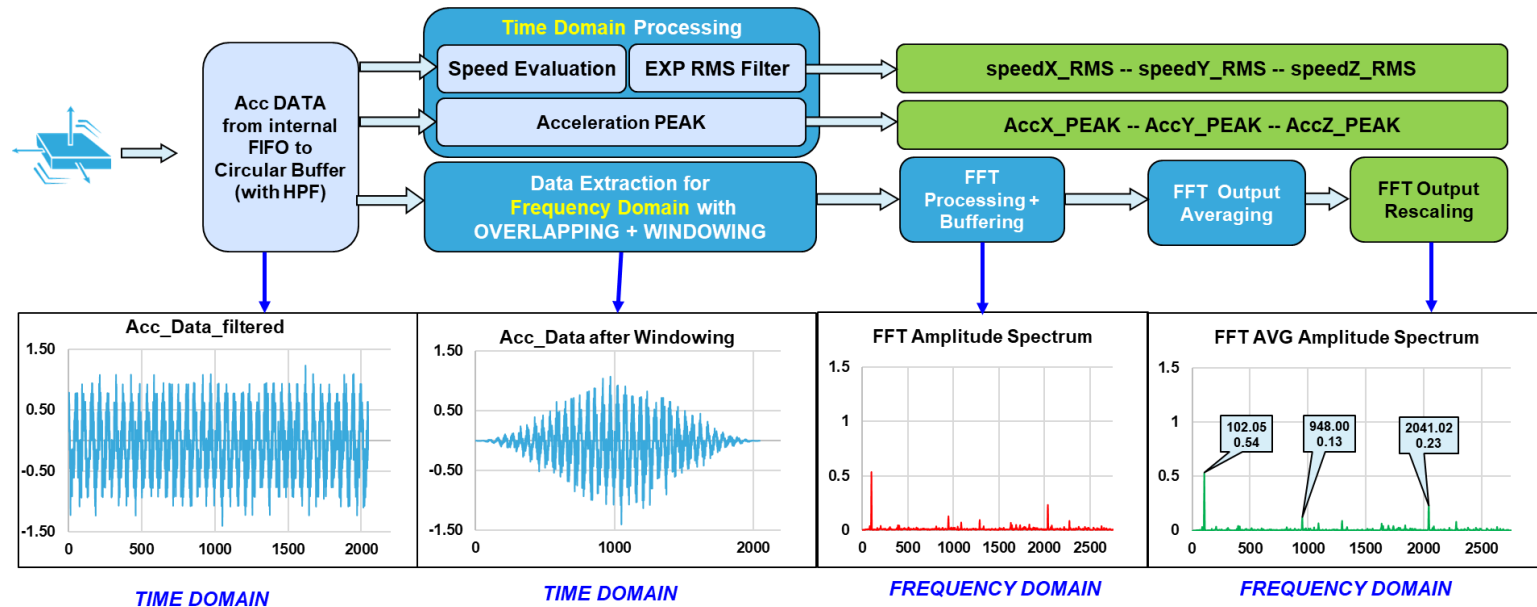 Time Domain Processing
Speed Evaluation
EXP RMS Filter
speedX_RMS -- speedY_RMS -- speedZ_RMS
Acc DATA
from internal
FIFO to
Circular Buffer
(with HPF)
Acceleration PEAK
AccX_PEAK -- AccY_PEAK -- AccZ_PEAK
Data Extraction for
Frequency Domain with
OVERLAPPING + WINDOWING
FFT
Processing +
Buffering
FFT Output
Averaging
FFT Output
Rescaling
Acc_Data_filtered
1.50
0.50
-0.50
-1.50
0 500 1000 1500 2000
TIME DOMAIN
Acc_Data after Windowing
1.50
0.50
-0.50
-1.50
0 1000 2000
TIME DOMAIN
FFT Amplitude Spectrum
1.5
1
0.5
0
0 500 1000 1500 2000 2500
FREQUENCY DOMAIN
FFT AVG Amplitude Spectrum
1.5
1
0.5
0
102.05
0.54
948.00
0.13
2041.02
0.23
0 500 1000 1500 2000 2500
FREQUENCY DOMAIN